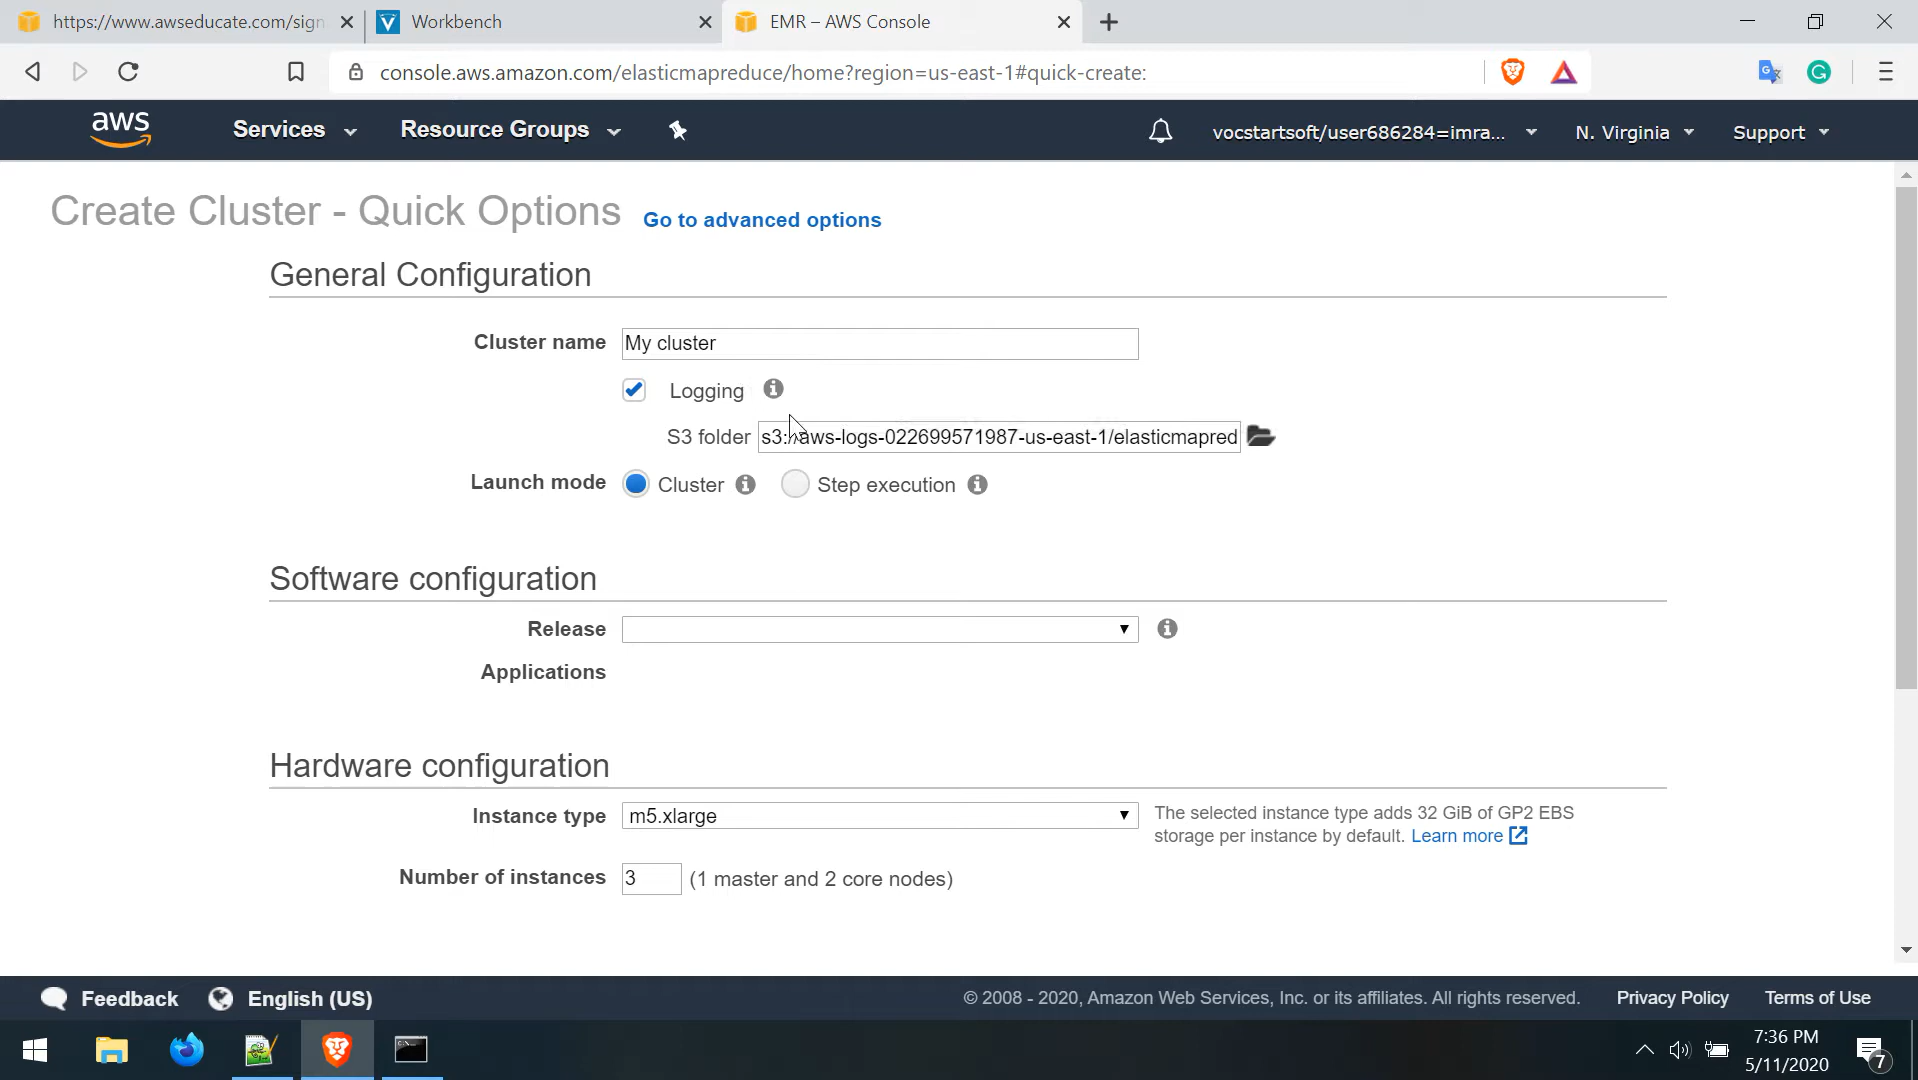 https://www.awseducate.com/sign
Workbench
EMR – AWS Console
console.aws.amazon.com/elasticmapreduce/home?region=us-east-1#quick-create:
aws
Services
Resource Groups
vocstartsoft/user686284=imra...
N. Virginia
Support
Create Cluster - Quick Options
Go to advanced options
General Configuration
Cluster name
My cluster
Logging
S3 folder
s3://aws-logs-022699571987-us-east-1/elasticmapred
Launch mode
Cluster
Step execution
Software configuration
Release
Applications
Hardware configuration
Instance type
m5.xlarge
The selected instance type adds 32 GiB of GP2 EBS
storage per instance by default. Learn more
Number of instances
3
(1 master and 2 core nodes)
Feedback
English (US)
© 2008 - 2020, Amazon Web Services, Inc. or its affiliates. All rights reserved.
Privacy Policy
Terms of Use
7:36 PM
5/11/2020
7